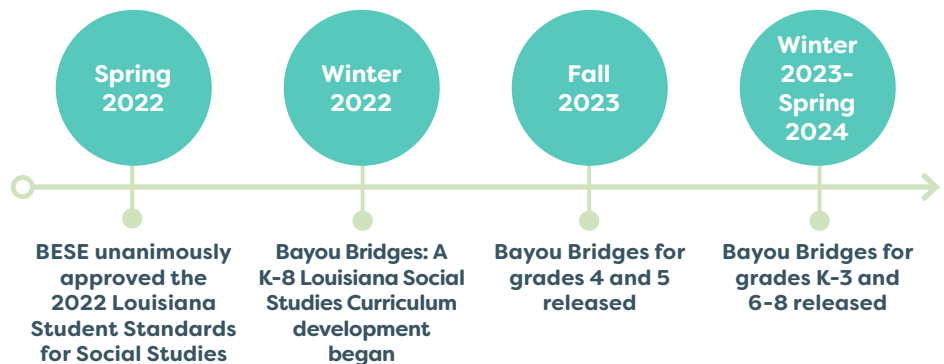 Spring
2022
Winter
2022
Fall
2023
Winter
2023-
Spring
2024
BESE unanimously
approved the
2022 Louisiana
Student Standards
for Social Studies
Bayou Bridges: A
K-8 Louisiana Social
Studies Curriculum
development
began
Bayou Bridges for
grades 4 and 5
released
Bayou Bridges for
grades K-3 and
6-8 released